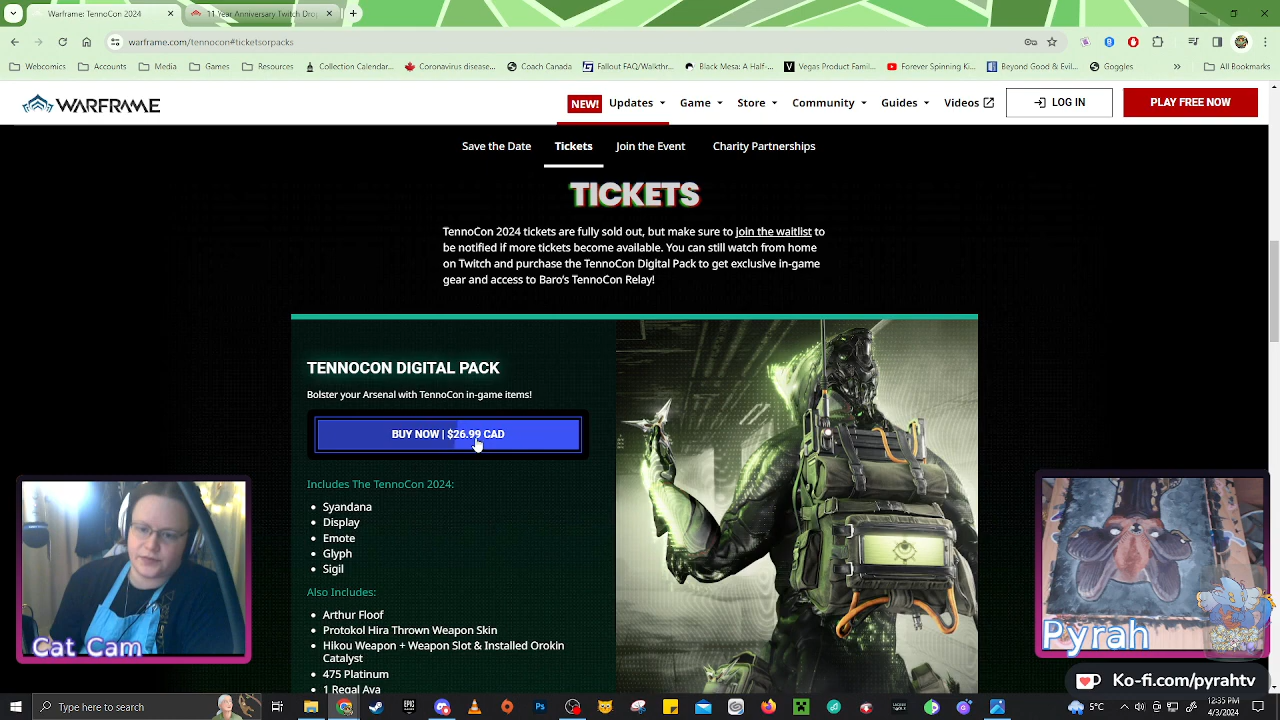 Warframe: TennoCon 2024
11 Year Twitch Drops
warframe.com/tennocon#ticketsorpacks
Webcomics
Accounts
Media
Games
Resources
Collection Calendar...
Canada Revenue...
Coach Canada
Fallout FAQ/Walkthr...
Black Mesa: A Half-...
Vegas Product Famil...
Forever Spinning Ki...
Beyond Good & Evil...
Goggles
»
All Bookmarks
WARFRAME
NEW!
Updates
Game
Store
Community
Guides
Videos
LOG IN
PLAY FREE NOW
Save the Date
Tickets
Join the Event
Charity Partnerships
TICKETS
TennoCon 2024 tickets are fully sold out, but make sure to join the waitlist to
be notified if more tickets become available. You can still watch from home
on Twitch and purchase the TennoCon Digital Pack to get exclusive in-game
gear and access to Baro's TennoCon Relay!
TENNOCON DIGITAL PACK
Bolster your Arsenal with TennoCon in-game items!
BUY NOW | $26.99 CAD
Includes The TennoCon 2024:
Syandana
Display
Emote
Glyph
Sigil
Also Includes:
Arthur Floof
Protokol Hira Thrown Weapon Skin
Hikou Weapon + Weapon Slot & Installed Orokin
Catalyst
475 Platinum
1 Regal Aya
Cat Cam
Pyrah
Ko-fi.com/pyrahtv
Type here to search
5°C
12:35 PM
4/3/2024